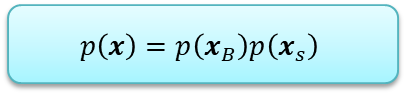 p(𝒙) = p(𝒙_B)p(𝒙_s)